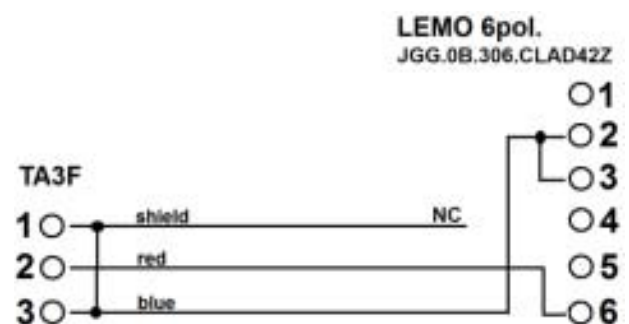 LEMO 6pol.
JGG.0B.306.CLAD42Z
1
2
TA3F
3
1 shield NC 4
2 red 5
3 blue 6